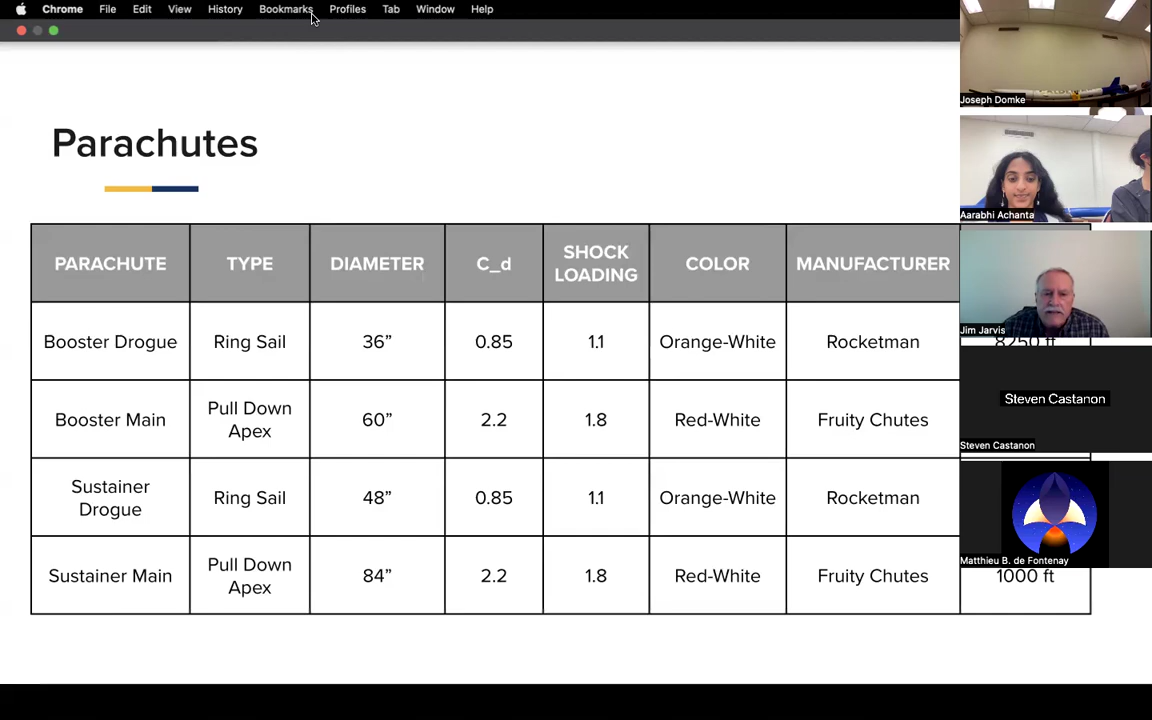 Chrome File Edit View History Bookmarks Profiles Tab Window Help
Parachutes
PARACHUTE TYPE DIAMETER C_d SHOCK LOADING COLOR MANUFACTURER
Booster Drogue Ring Sail 36” 0.85 1.1 Orange-White Rocketman 8250 ft
Booster Main Pull Down Apex 60” 2.2 1.8 Red-White Fruity Chutes
Sustainer Drogue Ring Sail 48” 0.85 1.1 Orange-White Rocketman
Sustainer Main Pull Down Apex 84” 2.2 1.8 Red-White Fruity Chutes 1000 ft
Joseph Domke
Aarabhi Achanta
Jim Jarvis
Steven Castanon
Steven Castanon
Matthieu B. de Fontenay